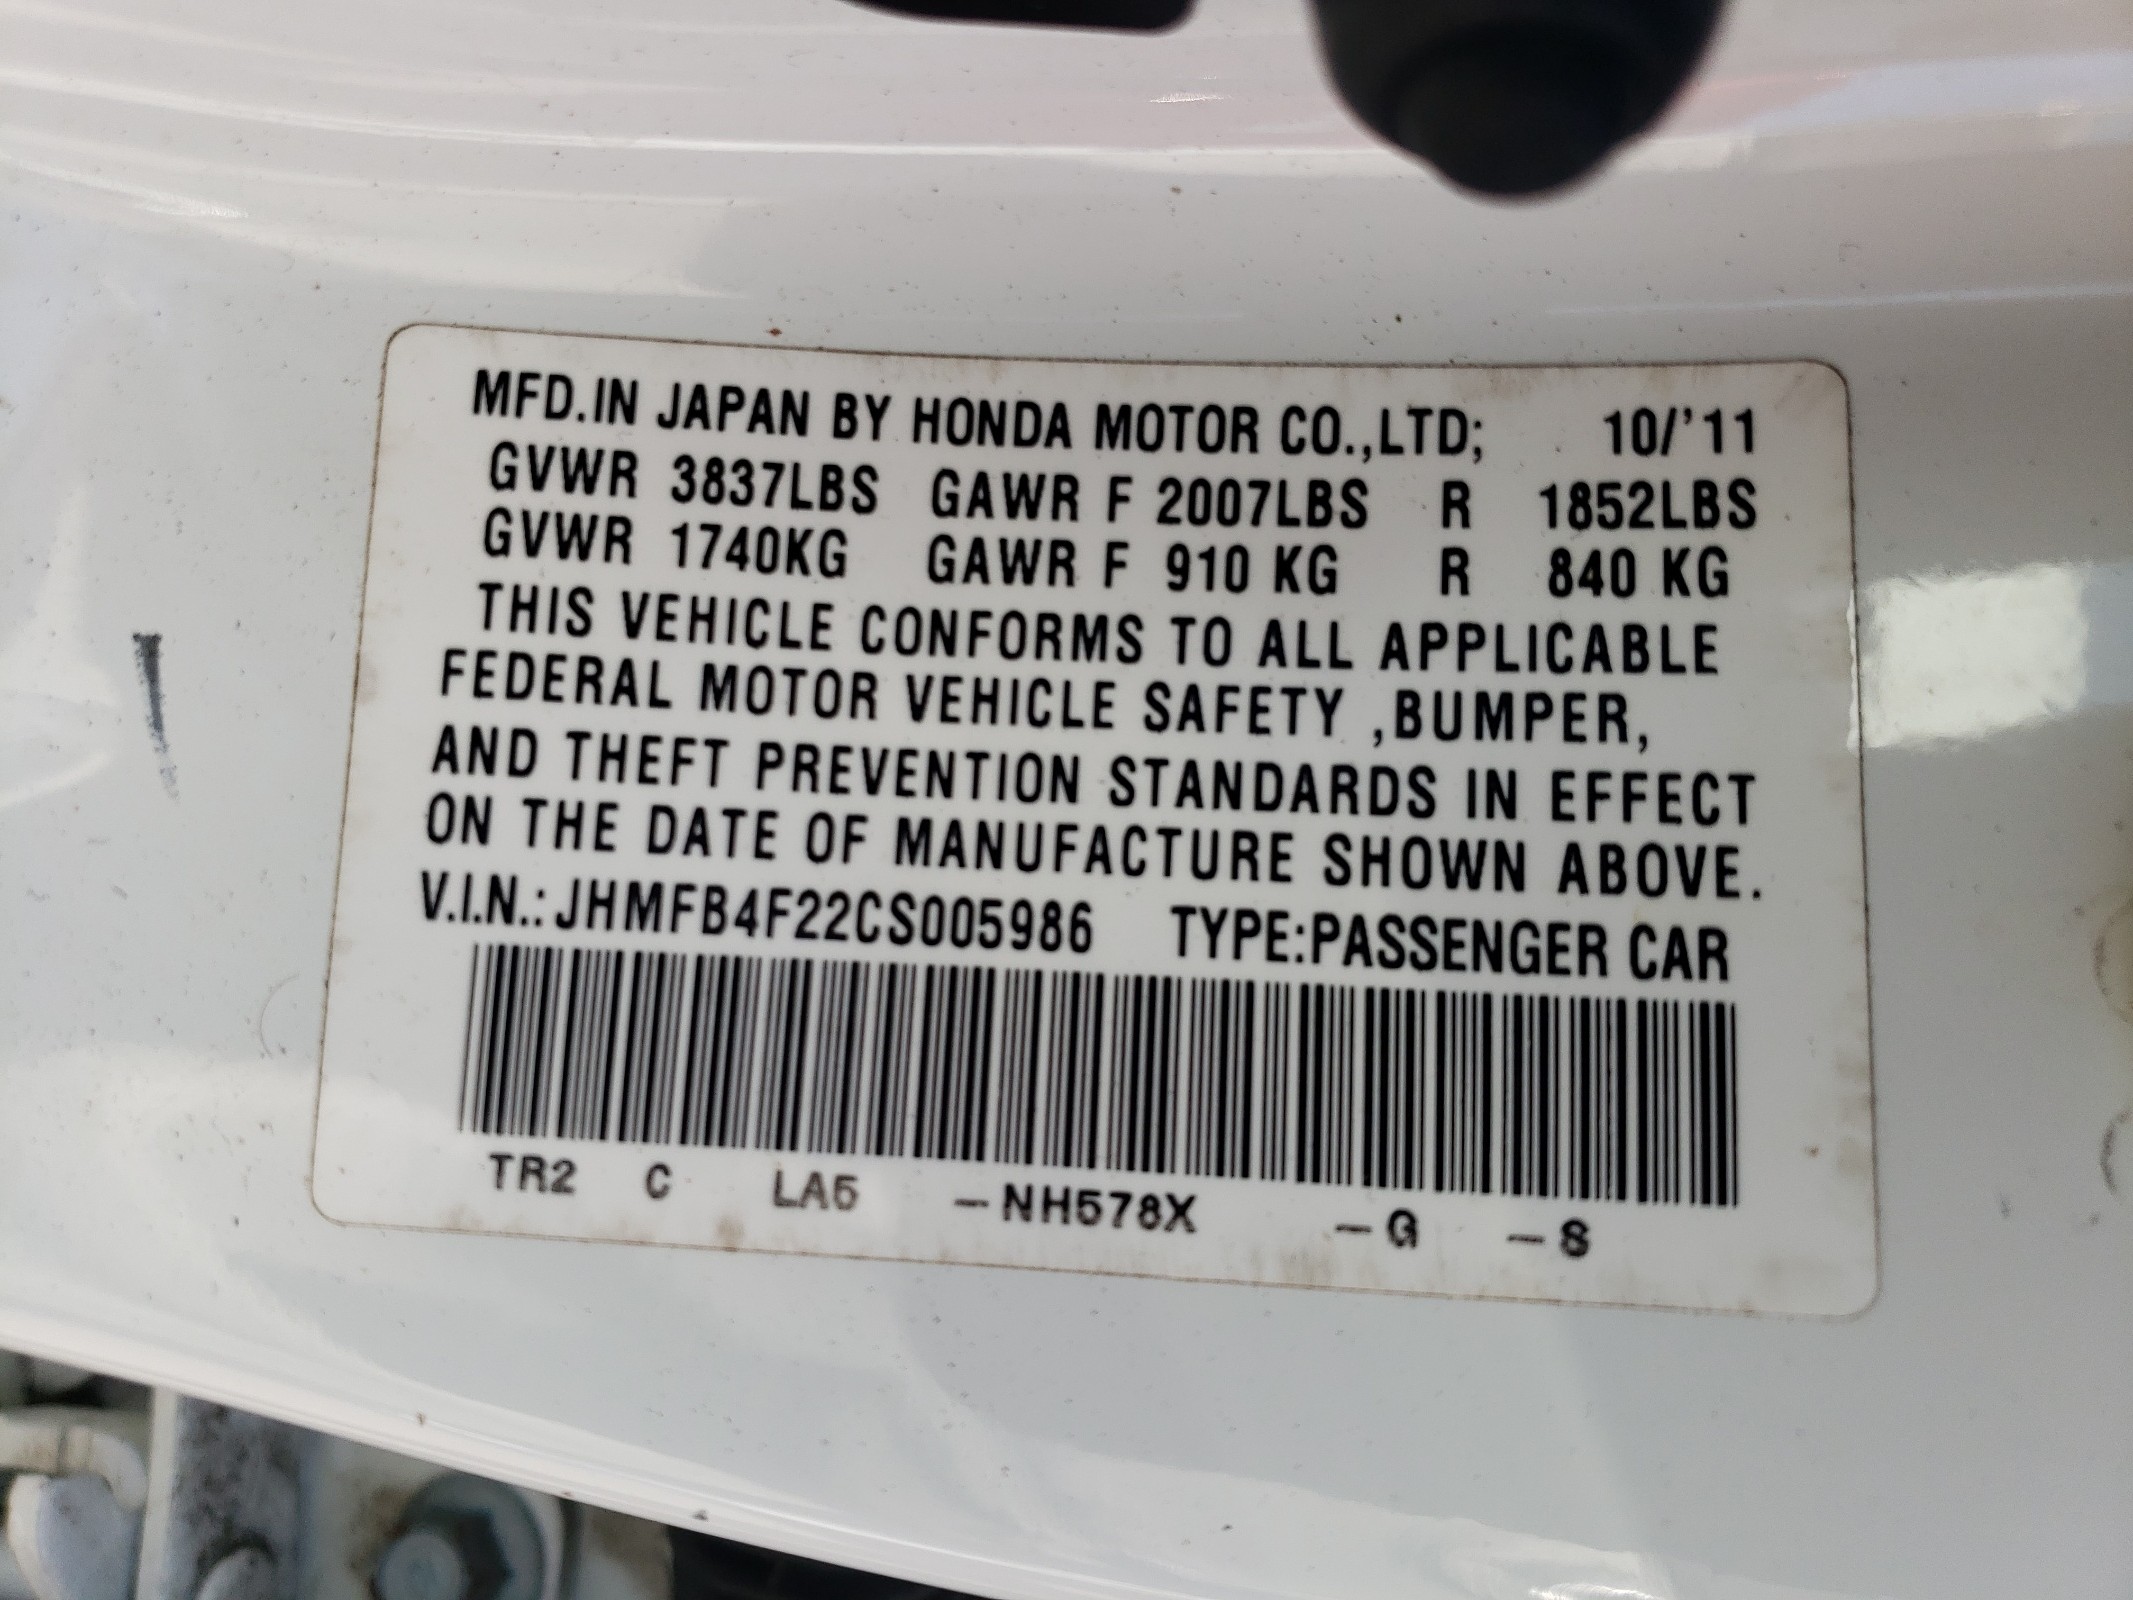 MFD.IN JAPAN BY HONDA MOTOR CO.,LTD; 10/'11
GVWR 3837LBS GAWR F 2007LBS R 1852LBS
GVWR 1740KG GAWR F 910 KG R 840 KG
THIS VEHICLE CONFORMS TO ALL APPLICABLE
FEDERAL MOTOR VEHICLE SAFETY ,BUMPER,
AND THEFT PREVENTION STANDARDS IN EFFECT
ON THE DATE OF MANUFACTURE SHOWN ABOVE.
V.I.N.: JHMFB4F22CS005986 TYPE:PASSENGER CAR
TR2 C LA5 -NH578X -G -S